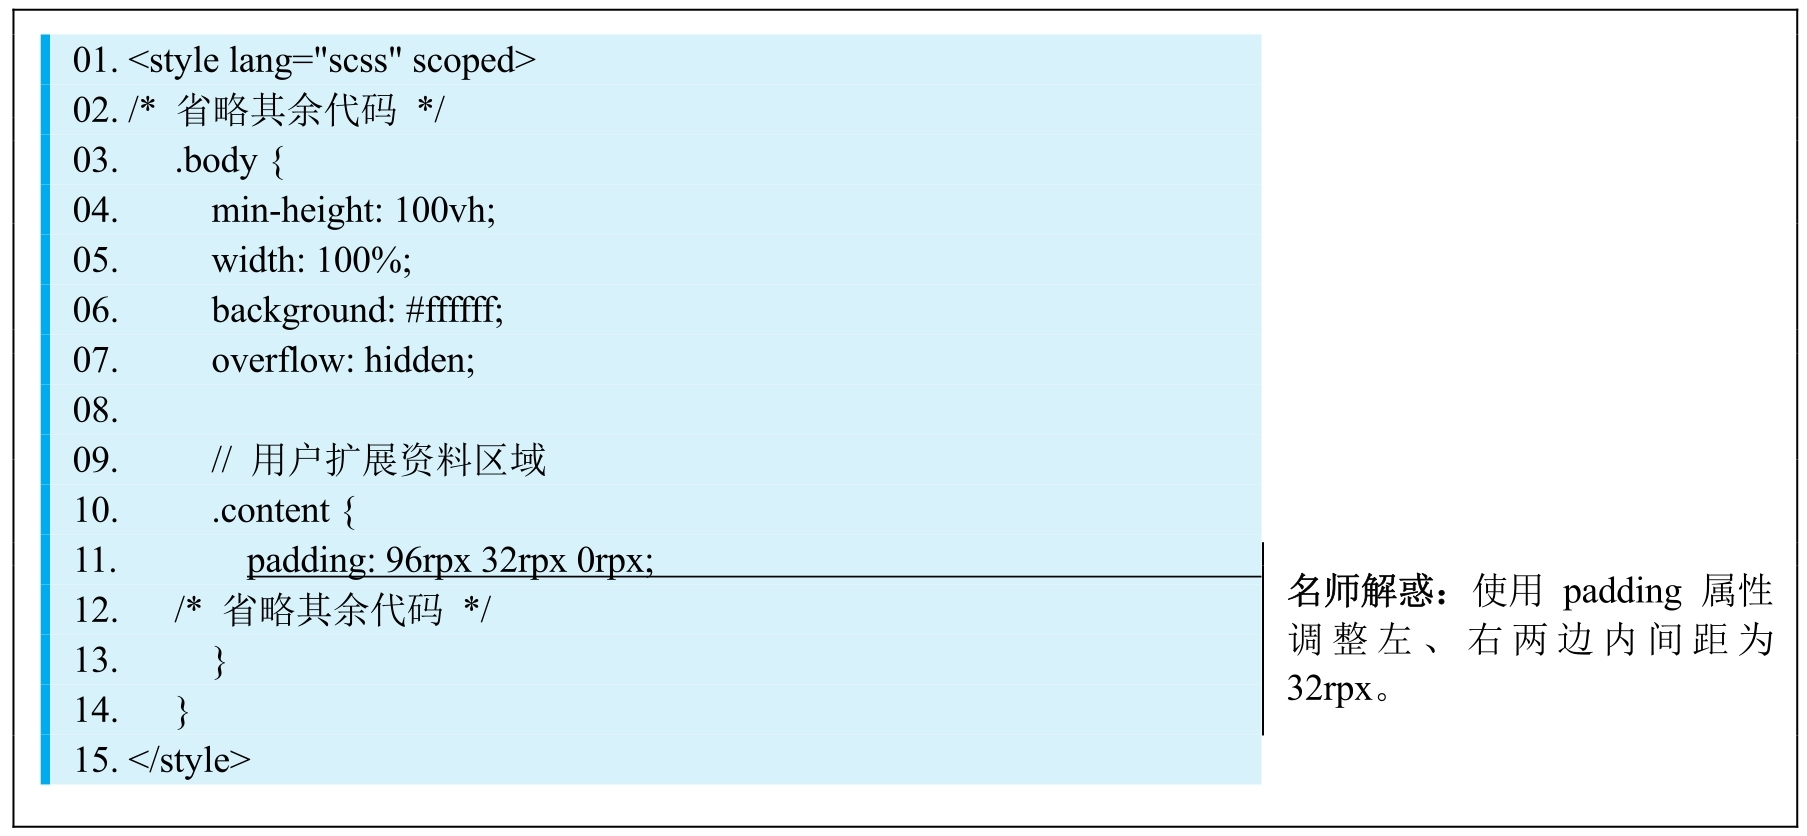 01. <style lang="scss" scoped>
02. /* 省略其余代码 */
03. .body {
04. min-height: 100vh;
05. width: 100%;
06. background: #ffffff;
07. overflow: hidden;
08.
09. // 用户扩展资料区域
10. .content {
11. padding: 96rpx 32rpx 0rpx;
12. /* 省略其余代码 */
13. }
14. }
15. </style>
名师解惑：使用 padding 属性
调整左、右两边内间距为
32rpx。